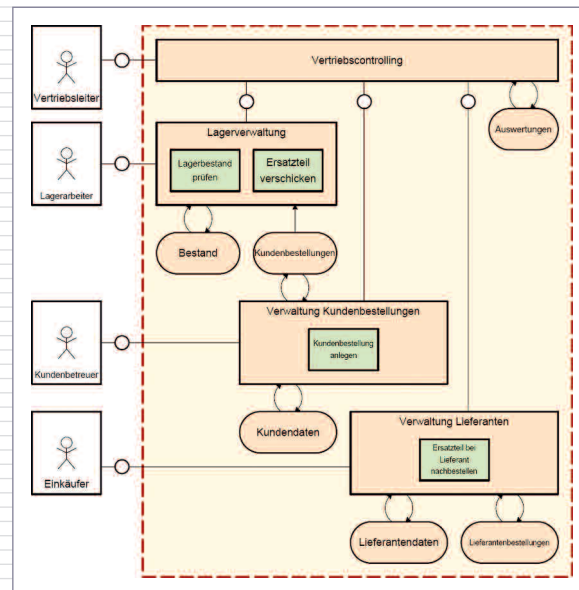 Vertriebsleiter
Vertriebscontrolling
Auswertungen
Lagerarbeiter
Lagerverwaltung
Lagerbestand
prüfen
Ersatzteil
verschicken
Bestand
Kundenbestellungen
Kundenbetreuer
Verwaltung Kundenbestellungen
Kundenbestellung
anlegen
Kundendaten
Einkäufer
Verwaltung Lieferanten
Ersatzteil bei
Lieferant
nachbestellen
Lieferantendaten
Lieferantenbestellungen